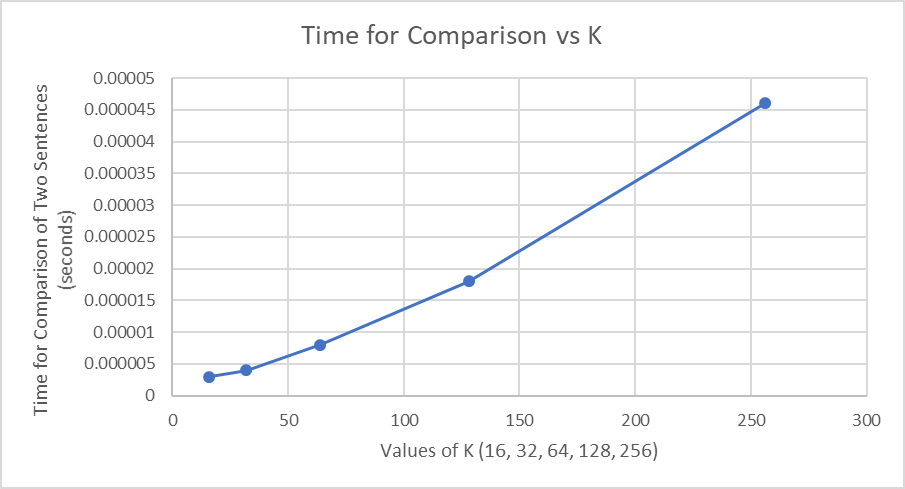 Time for Comparison vs K
Time for Comparison of Two Sentences
(seconds)
0.00005
0.000045
0.00004
0.000035
0.00003
0.000025
0.00002
0.000015
0.00001
0.000005
0
0 50 100 150 200 250 300
Values of K (16, 32, 64, 128, 256)